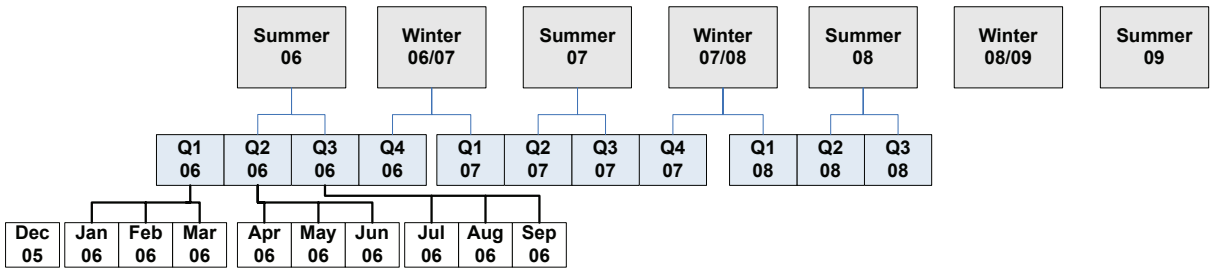 Summer
06
Winter
06/07
Summer
07
Winter
07/08
Summer
08
Winter
08/09
Summer
09
Q1
06
Q2
06
Q3
06
Q4
06
Q1
07
Q2
07
Q3
07
Q4
07
Q1
08
Q2
08
Q3
08
Dec
05
Jan
06
Feb
06
Mar
06
Apr
06
May
06
Jun
06
Jul
06
Aug
06
Sep
06